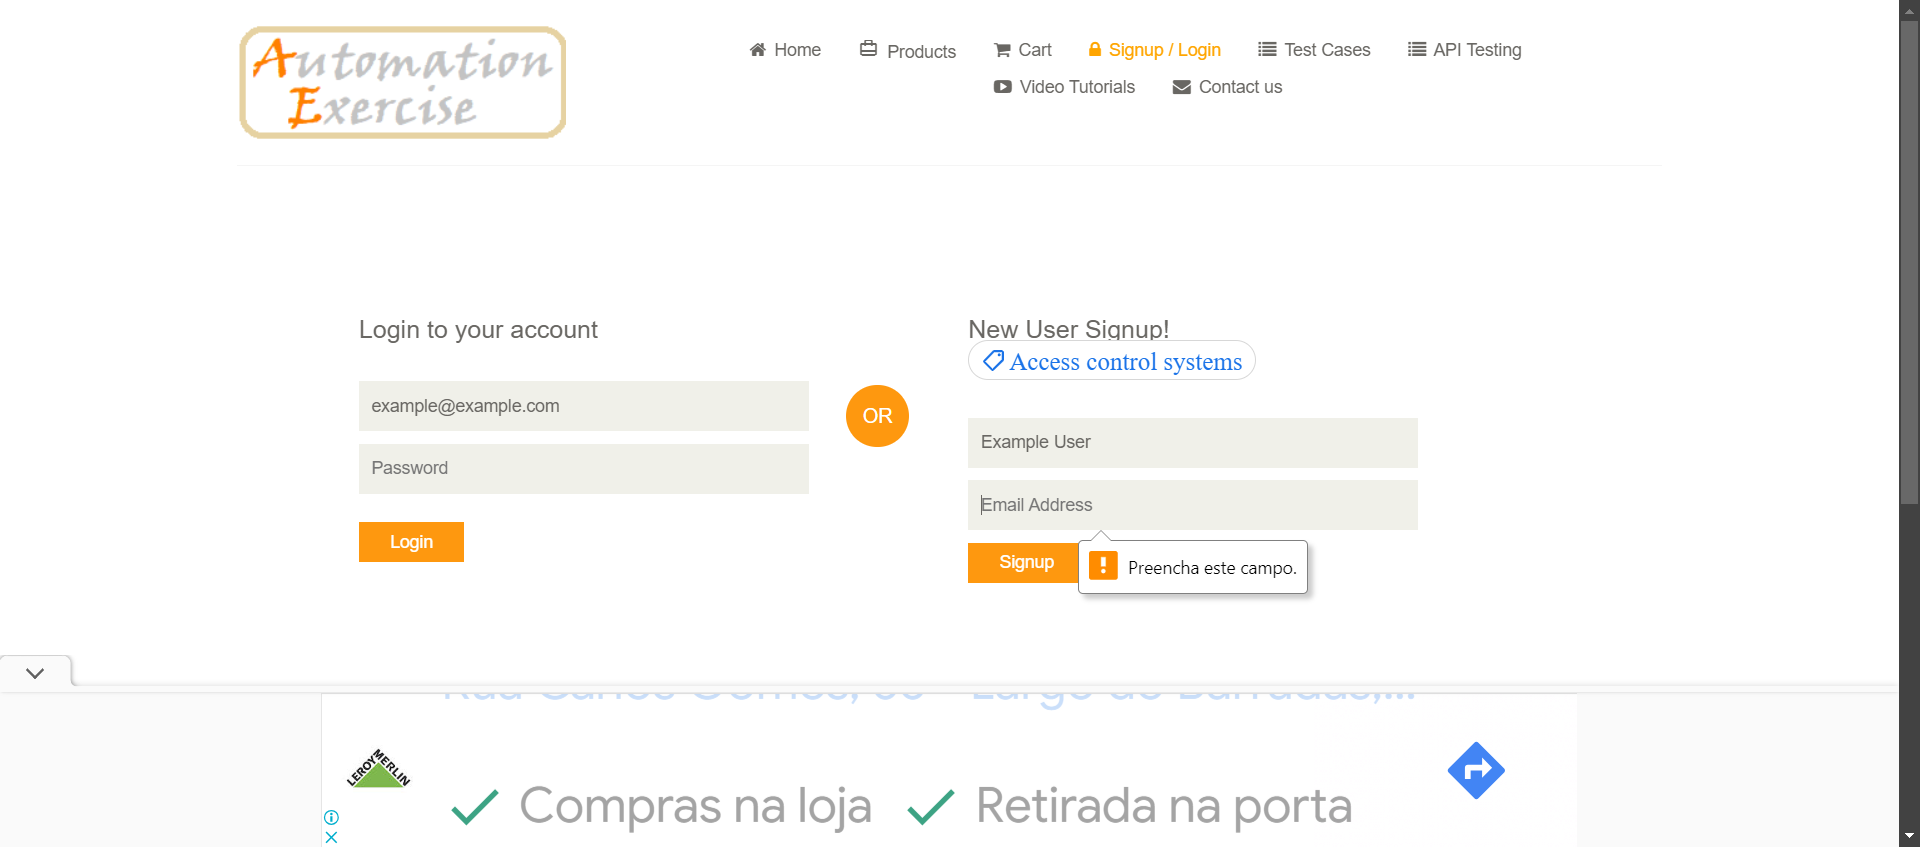 Automation
Exercise
Home
Products
Cart
Signup / Login
Test Cases
API Testing
Video Tutorials
Contact us
Login to your account
New User Signup!
Access control systems
example@example.com
OR
Example User
Password
Email Address
Login
Signup
Preencha este campo.
LEROY MERLIN
Compras na loja
Retirada na porta